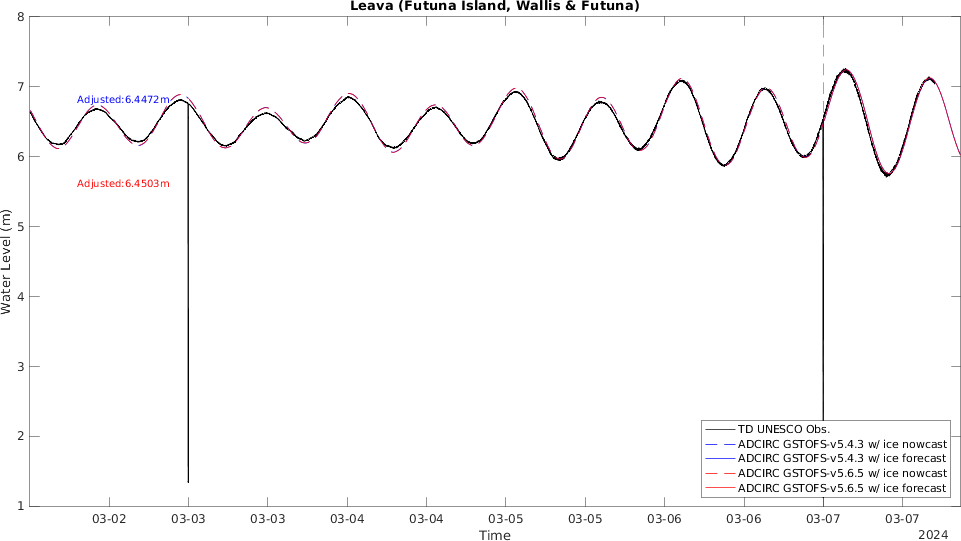 Leava (Futuna Island, Wallis & Futuna)
8
7
6
5
4
3
2
1
Water Level (m)
Adjusted:6.4472m
Adjusted:6.4503m
TD UNESCO Obs.
ADCIRC GSTOFS-v5.4.3 w/ ice nowcast
ADCIRC GSTOFS-v5.4.3 w/ ice forecast
ADCIRC GSTOFS-v5.6.5 w/ ice nowcast
ADCIRC GSTOFS-v5.6.5 w/ ice forecast
03-02 03-03 03-03 03-04 03-04 03-05 03-05 03-06 03-06 03-07 03-07
Time
2024